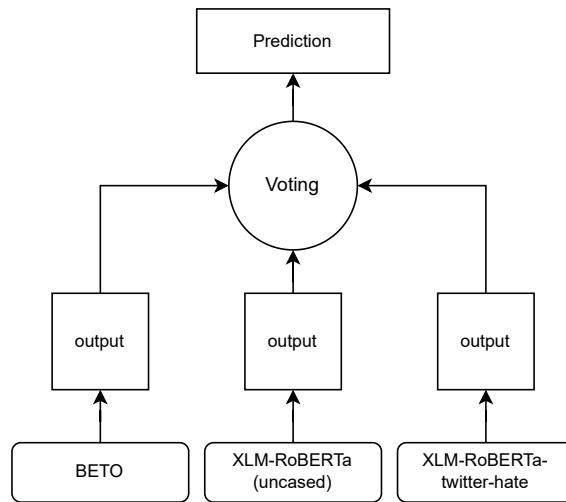 Prediction
Voting
output
output
output
BETO
XLM-RoBERTa
(uncased)
XLM-RoBERTa-
twitter-hate